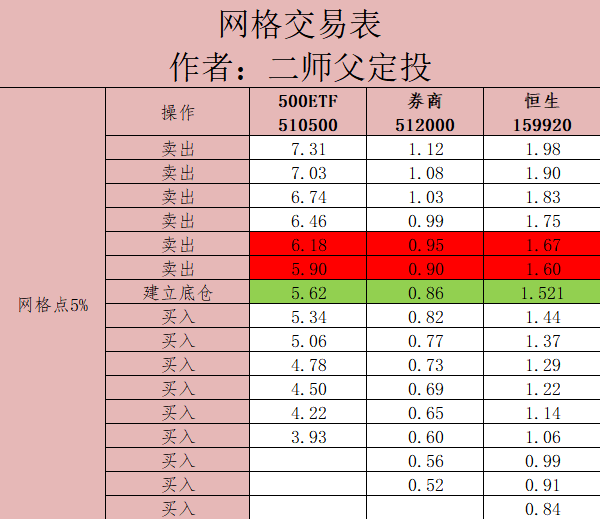 网格交易表
作者：二师父定投
操作 500ETF 510500 券商 512000 恒生 159920
卖出 7.31 1.12 1.98
卖出 7.03 1.08 1.90
卖出 6.74 1.03 1.83
卖出 6.46 0.99 1.75
卖出 6.18 0.95 1.67
卖出 5.90 0.90 1.60
网格点5% 建立底仓 5.62 0.86 1.521
买入 5.34 0.82 1.44
买入 5.06 0.77 1.37
买入 4.78 0.73 1.29
买入 4.50 0.69 1.22
买入 4.22 0.65 1.14
买入 3.93 0.60 1.06
买入 0.56 0.99
买入 0.52 0.91
买入 0.84